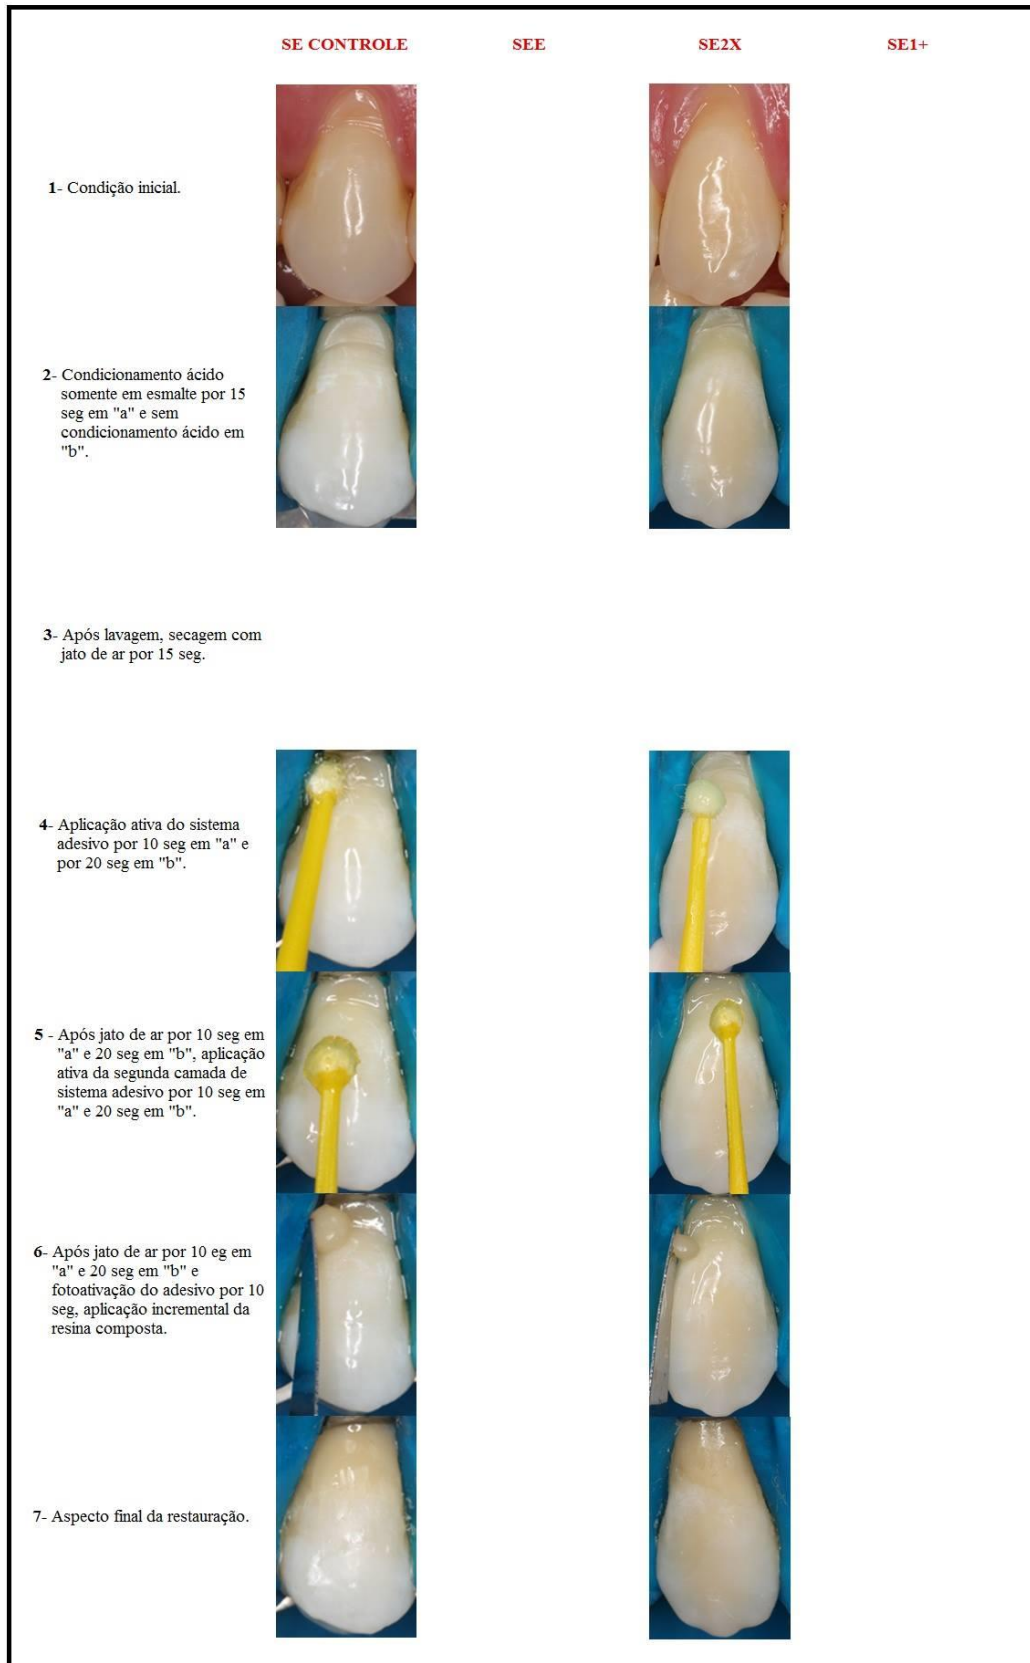 SE CONTROLE SEE SE2X SE1+
1- Condição inicial.
2- Condicionamento ácido
somente em esmalte por 15
seg em "a" e sem
condicionamento ácido em
"b".
3- Após lavagem, secagem com
jato de ar por 15 seg.
4- Aplicação ativa do sistema
adesivo por 10 seg em "a" e
por 20 seg em "b".
5 - Após jato de ar por 10 seg em
"a" e 20 seg em "b", aplicação
ativa da segunda camada de
sistema adesivo por 10 seg em
"a" e 20 seg em "b".
6- Após jato de ar por 10 eg em
"a" e 20 seg em "b" e
fotoativação do adesivo por 10
seg, aplicação incremental da
resina composta.
7- Aspecto final da restauração.